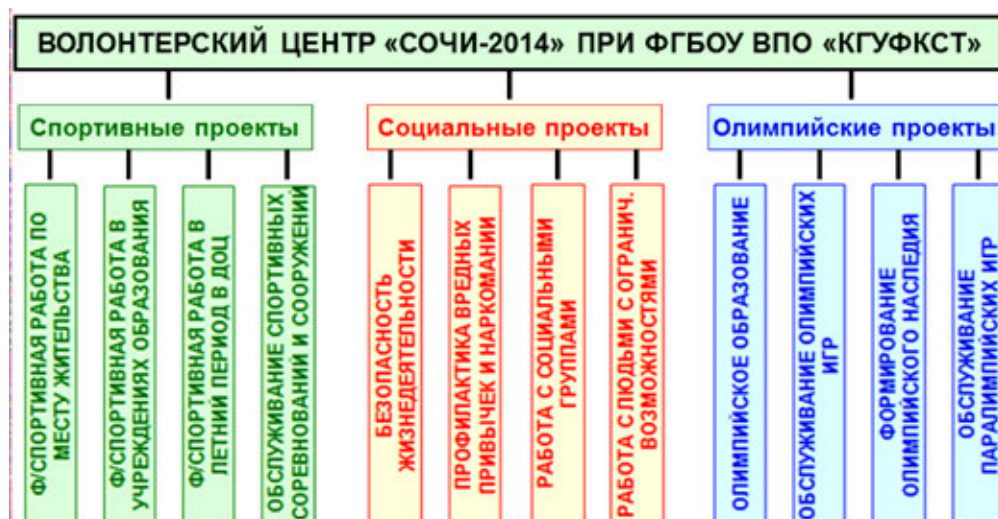 ВОЛОНТЕРСКИЙ ЦЕНТР «СОЧИ-2014» ПРИ ФГБОУ ВПО «КГУФКСТ»
Спортивные проекты
Ф/СПОРТИВНАЯ РАБОТА ПО
МЕСТУ ЖИТЕЛЬСТВА
Ф/СПОРТИВНАЯ РАБОТА В
УЧРЕЖДЕНИЯХ ОБРАЗОВАНИЯ
Ф/СПОРТИВНАЯ РАБОТА В
ЛЕТНИЙ ПЕРИОД В ДОЦ
ОБСЛУЖИВАНИЕ СПОРТИВНЫХ
СОРЕВНОВАНИЙ И СООРУЖЕНИЙ
Социальные проекты
БЕЗОПАСНОСТЬ
ЖИЗНЕДЕЯТЕЛЬНОСТИ
ПРОФИЛАКТИКА ВРЕДНЫХ
ПРИВЫЧЕК И НАРКОМАНИИ
РАБОТА С СОЦИАЛЬНЫМИ
ГРУППАМИ
РАБОТА С ЛЮДЬМИ С ОГРАНИЧ.
ВОЗМОЖНОСТЯМИ
Олимпийские проекты
ОЛИМПИЙСКОЕ ОБРАЗОВАНИЕ
ОБСЛУЖИВАНИЕ ОЛИМПИЙСКИХ
ИГР
ФОРМИРОВАНИЕ
ОЛИМПИЙСКОГО НАСЛЕДИЯ
ОБСЛУЖИВАНИЕ
ПАРАЛИМПИЙСКИХ ИГР